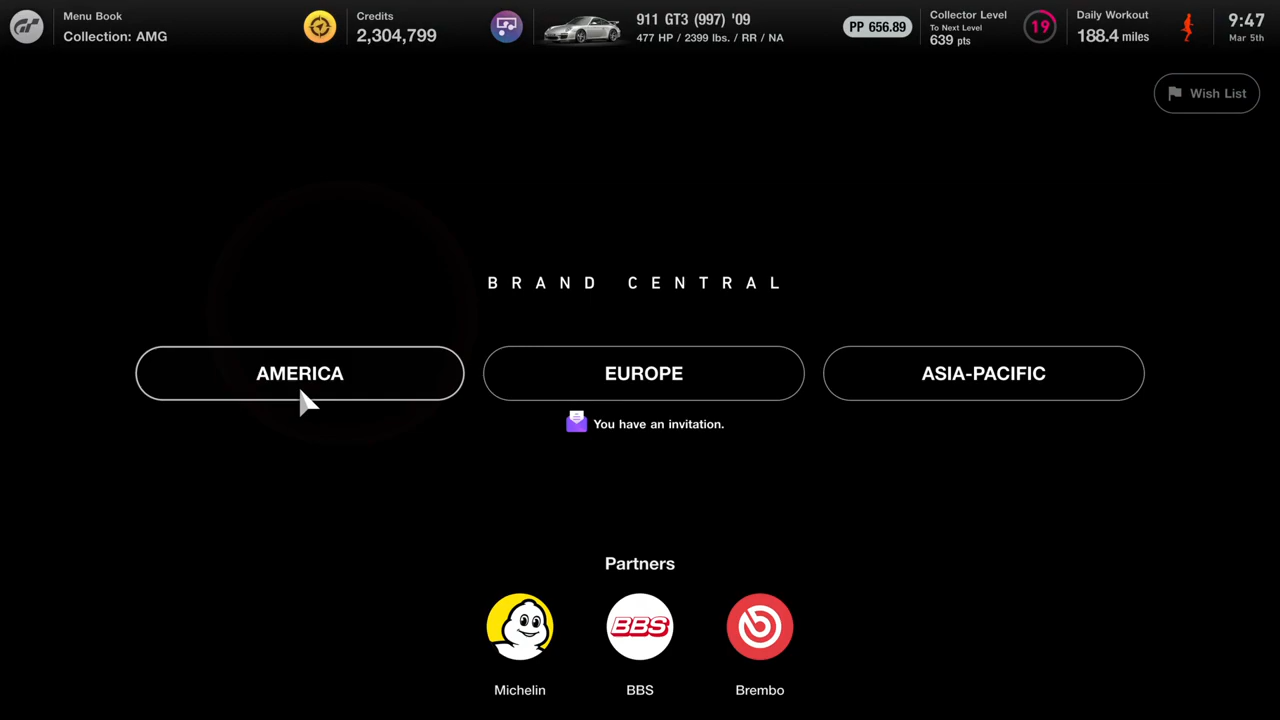 Menu Book
Collection: AMG
Credits
2,304,799
911 GT3 (997) '09
477 HP / 2399 lbs. / RR / NA
PP 656.89
Collector Level
To Next Level
639 pts
19
Daily Workout
188.4 miles
9:47
Mar 5th
Wish List
BRAND CENTRAL
AMERICA
EUROPE
ASIA-PACIFIC
You have an invitation.
Partners
BBS
Michelin
BBS
Brembo